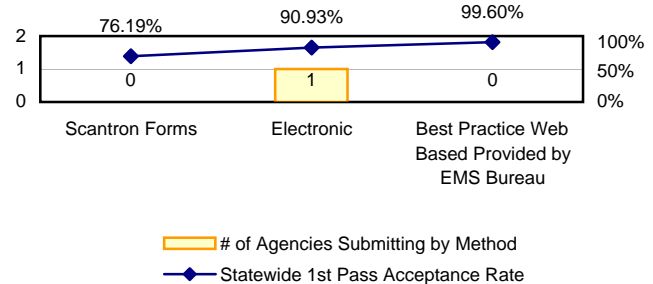 76.19% 90.93% 99.60%
2 100%
1 0 1 0 50%
0 0%
Scantron Forms Electronic Best Practice Web
Based Provided by
EMS Bureau
# of Agencies Submitting by Method
Statewide 1st Pass Acceptance Rate